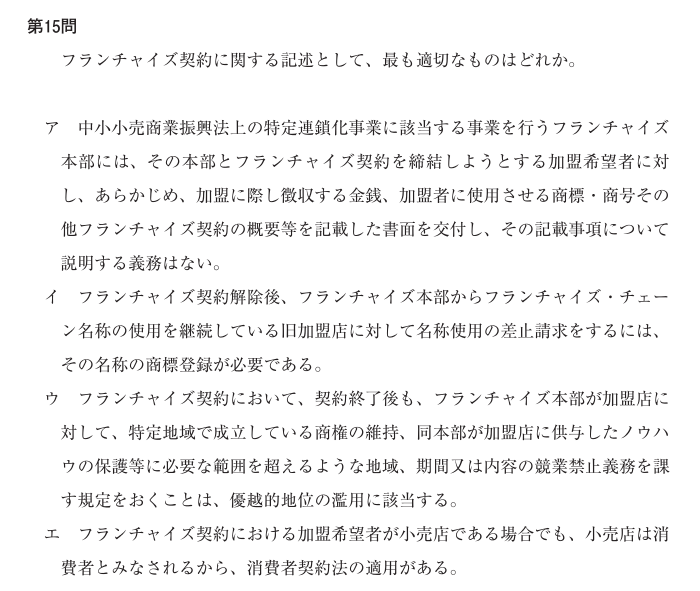 第15問
フランチャイズ契約に関する記述として、最も適切なものはどれか。
ア　中小小売商業振興法上の特定連鎖化事業に該当する事業を行うフランチャイズ
本部には、その本部とフランチャイズ契約を締結しようとする加盟希望者に対
し、あらかじめ、加盟に際し徴収する金銭、加盟者に使用させる商標・商号その
他フランチャイズ契約の概要等を記載した書面を交付し、その記載事項について
説明する義務はない。
イ　フランチャイズ契約解除後、フランチャイズ本部からフランチャイズ・チェー
ン名称の使用を継続している旧加盟店に対して名称使用の差止請求をするには、
その名称の商標登録が必要である。
ウ　フランチャイズ契約において、契約終了後も、フランチャイズ本部が加盟店に
対して、特定地域で成立している商権の維持、同本部が加盟店に供与したノウハ
ウの保護等に必要な範囲を超えるような地域、期間又は内容の競業禁止義務を課
す規定をおくことは、優越的地位の濫用に該当する。
エ　フランチャイズ契約における加盟希望者が小売店である場合でも、小売店は消
費者とみなされるから、消費者契約法の適用がある。